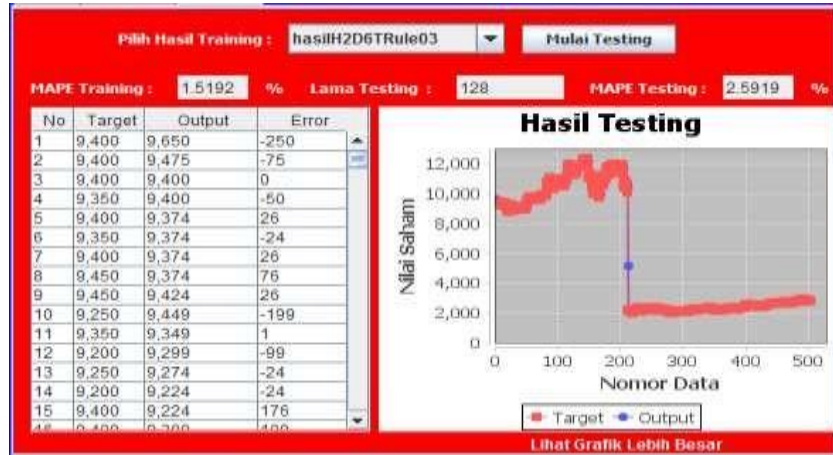 Pilih Hasil Training : hasilH2D6TRule03 Mulai Testing
MAPE Training : 1.5192 % Lama Testing : 128 MAPE Testing : 2.5919 %
No Target Output Error
1 9,400 9,650 -250
2 9,400 9,475 -75
3 9,400 9,400 0
4 9,350 9,400 -50
5 9,400 9,374 26
6 9,350 9,374 -24
7 9,400 9,374 26
8 9,450 9,374 76
9 9,450 9,424 26
10 9,250 9,449 -199
11 9,350 9,349 1
12 9,200 9,299 -99
13 9,250 9,274 -24
14 9,200 9,224 -24
15 9,400 9,224 176
Hasil Testing
Nilai Saham
12,000
10,000
8,000
6,000
4,000
2,000
0
0 100 200 300 400 500
Nomor Data
Target Output
Lihat Grafik Lebih Besar